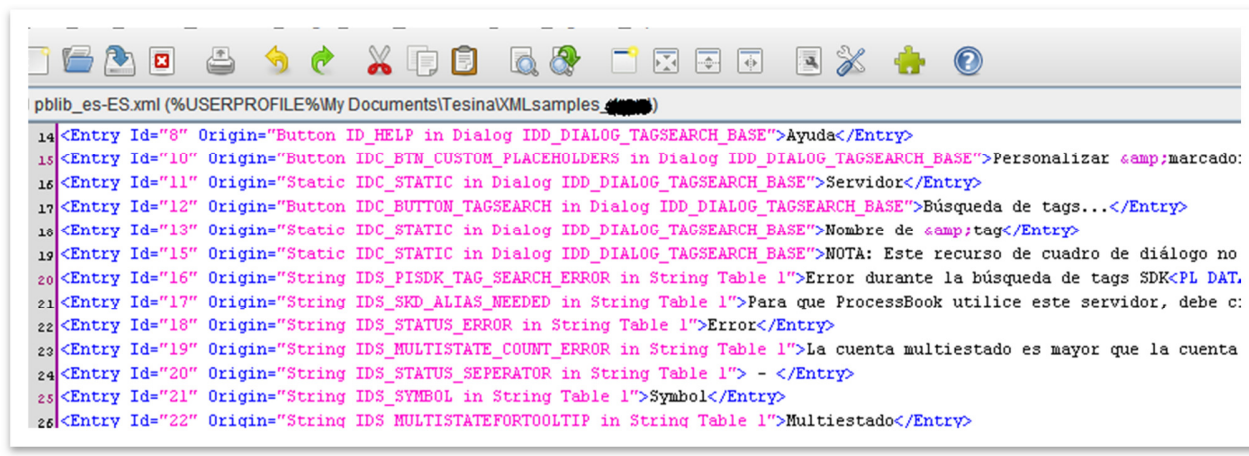 pblib_es-ES.xml (%USERPROFILE%\My Documents\Tesina\XMLsamples_
14 <Entry Id="8" Origin="Button ID_HELP in Dialog IDD_DIALOG_TAGSEARCH_BASE">Ayuda</Entry>
15 <Entry Id="10" Origin="Button IDC_BTN_CUSTOM_PLACEHOLDERS in Dialog IDD_DIALOG_TAGSEARCH_BASE">Personalizar &amp;marcador
16 <Entry Id="11" Origin="Static IDC_STATIC in Dialog IDD_DIALOG_TAGSEARCH_BASE">Servidor</Entry>
17 <Entry Id="12" Origin="Button IDC_BUTTON_TAGSEARCH in Dialog IDD_DIALOG_TAGSEARCH_BASE">Búsqueda de tags...</Entry>
18 <Entry Id="13" Origin="Static IDC_STATIC in Dialog IDD_DIALOG_TAGSEARCH_BASE">Nombre de &amp;tag</Entry>
19 <Entry Id="15" Origin="Static IDC_STATIC in Dialog IDD_DIALOG_TAGSEARCH_BASE">NOTA: Este recurso de cuadro de diálogo no
20 <Entry Id="16" Origin="String IDS_PISDK_TAG_SEARCH_ERROR in String Table 1">Error durante la búsqueda de tags SDK<PL DATA
21 <Entry Id="17" Origin="String IDS_SKD_ALIAS_NEEDED in String Table 1">Para que ProcessBook utilice este servidor, debe
22 <Entry Id="18" Origin="String IDS_STATUS_ERROR in String Table 1">Error</Entry>
23 <Entry Id="19" Origin="String IDS_MULTISTATE_COUNT_ERROR in String Table 1">La cuenta multiestado es mayor que la cuenta
24 <Entry Id="20" Origin="String IDS_STATUS_SEPERATOR in String Table 1"> - </Entry>
25 <Entry Id="21" Origin="String IDS_SYMBOL in String Table 1">Symbol</Entry>
26 <Entry Id="22" Origin="String IDS_MULTISTATEFORTOOLTIP in String Table 1">Multiestado</Entry>